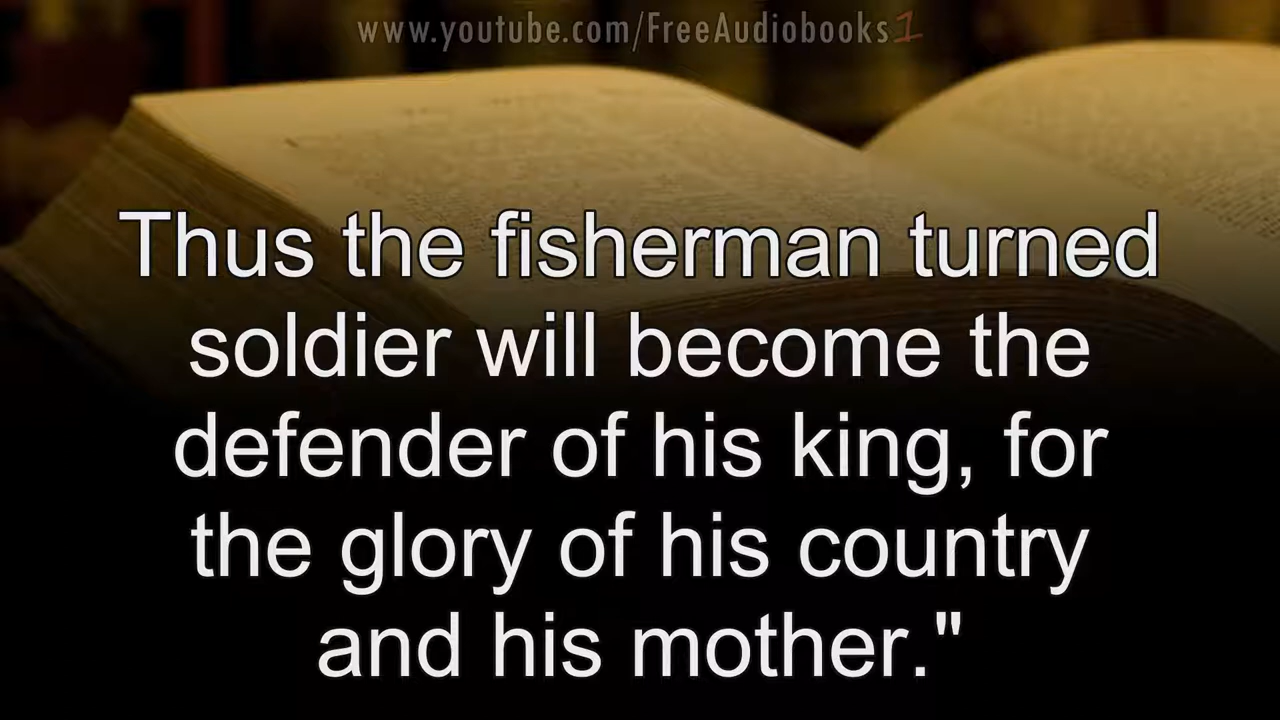 www.youtube.com/FreeAudiobooks1
Thus the fisherman turned
soldier will become the
defender of his king, for
the glory of his country
and his mother."